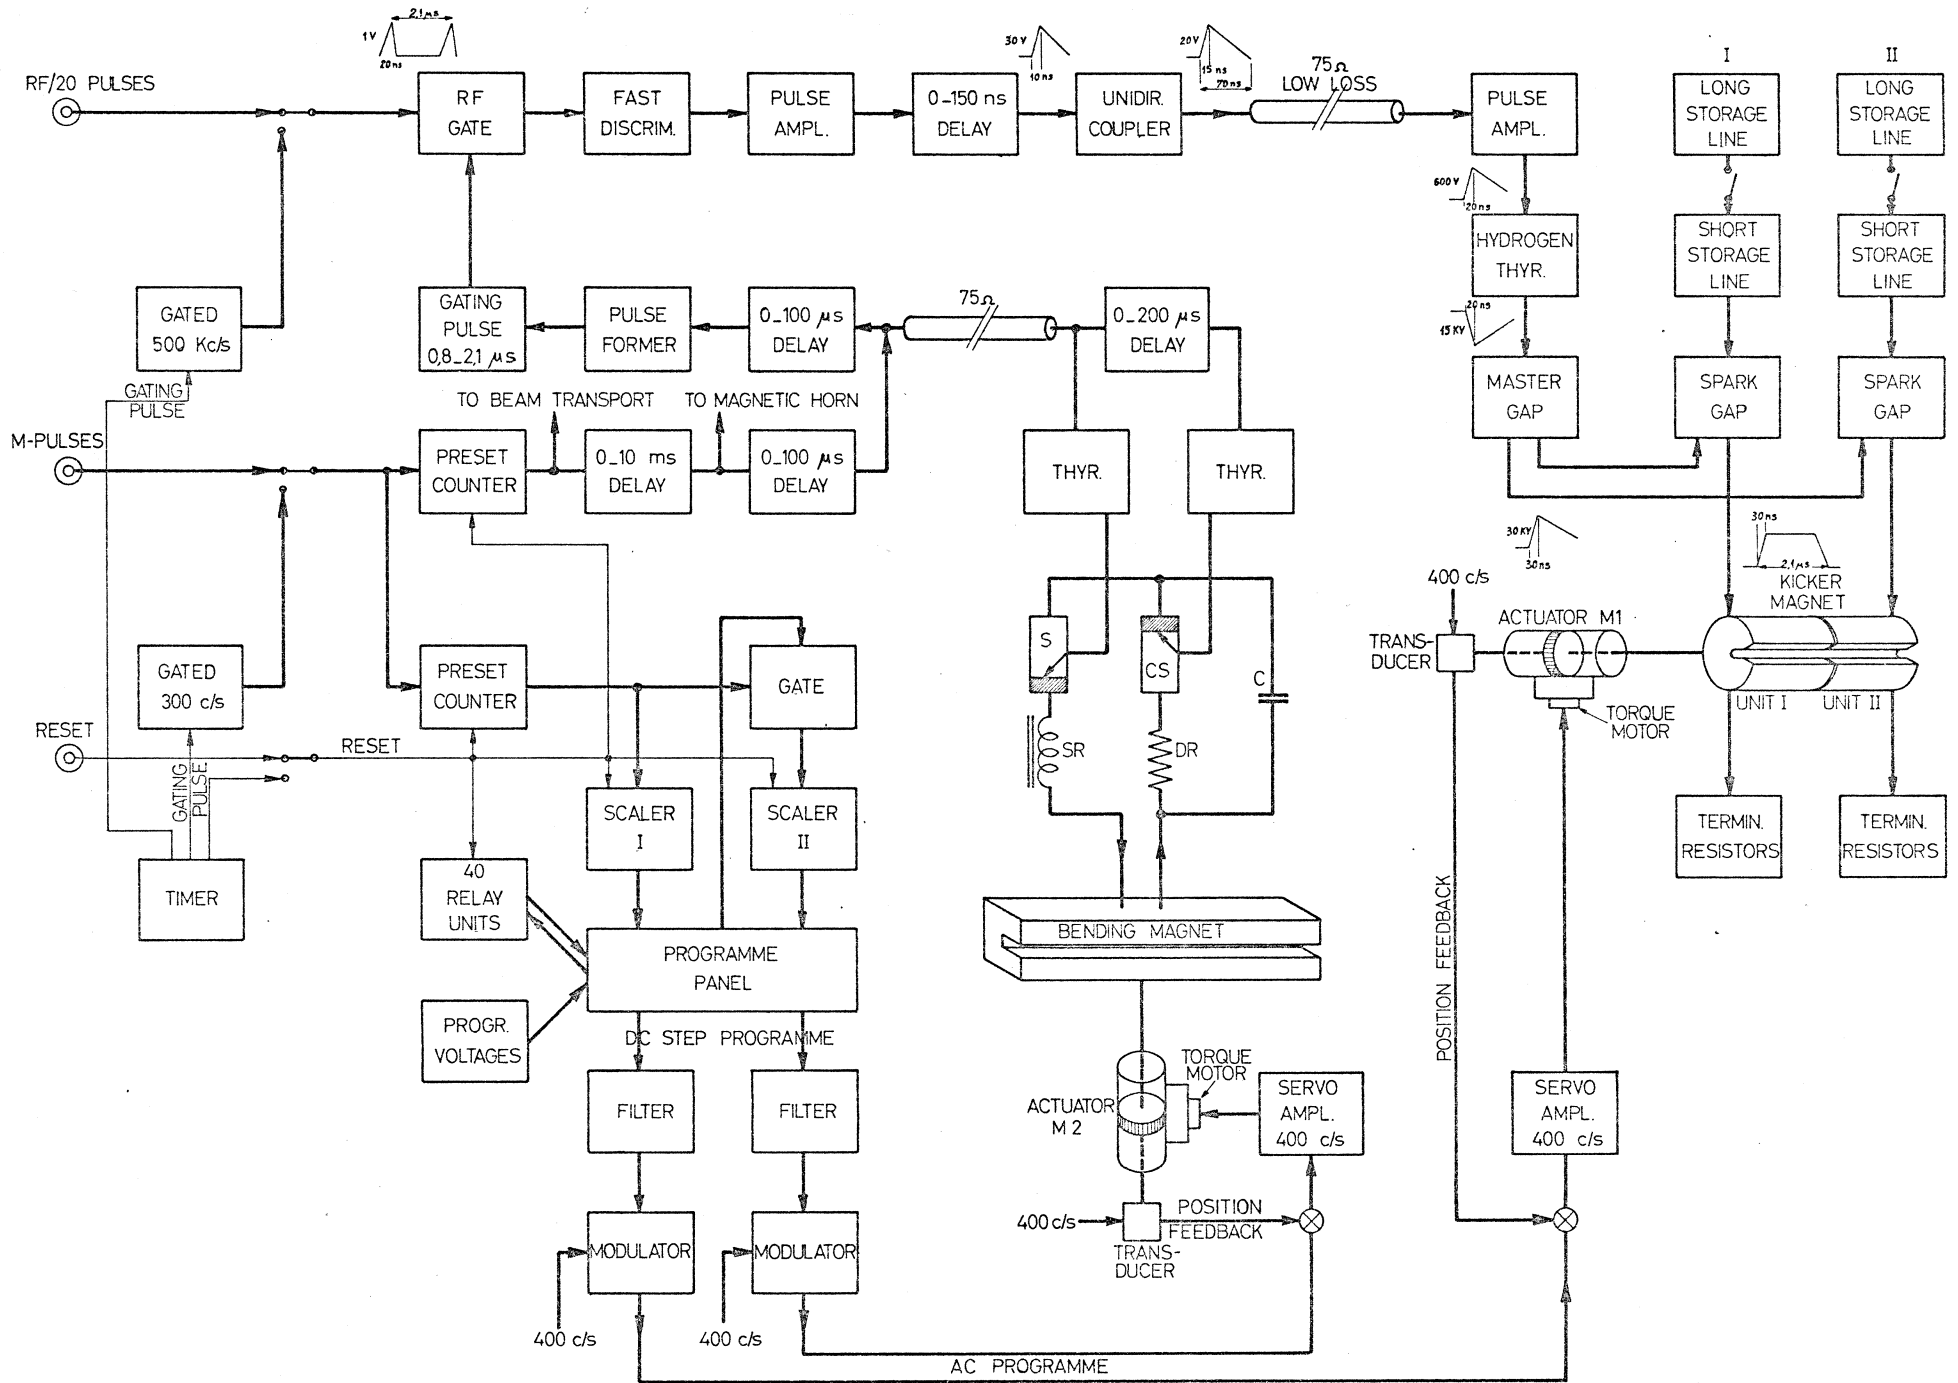 RF/20 PULSES
1V
2,1 µs
20ns
RF
GATE
FAST
DISCRIM.
PULSE
AMPL.
0_150 ns
DELAY
30V
10ns
UNIDIR.
COUPLER
20V
15 ns
70ns
75Ω
LOW LOSS
PULSE
AMPL.
I
LONG
STORAGE
LINE
II
LONG
STORAGE
LINE
600V
20ns
HYDROGEN
THYR.
SHORT
STORAGE
LINE
SHORT
STORAGE
LINE
GATED
500 Kc/s
GATING
PULSE
0,8_2,1 µs
PULSE
FORMER
0_100 µs
DELAY
75Ω
0_200 µs
DELAY
20ns
15KV
MASTER
GAP
SPARK
GAP
SPARK
GAP
GATING
PULSE
TO BEAM TRANSPORT
TO MAGNETIC HORN
M-PULSES
PRESET
COUNTER
0_10 ms
DELAY
0_100 µs
DELAY
THYR.
THYR.
30KV
30ns
30ns
2,1µs
KICKER
MAGNET
400 c/s
ACTUATOR M1
TRANS-
DUCER
UNIT I
UNIT II
TORQUE
MOTOR
GATED
300 c/s
PRESET
COUNTER
GATE
S
CS
C
SR
DR
RESET
RESET
GATING
PULSE
SCALER
I
SCALER
II
TERMIN.
RESISTORS
TERMIN.
RESISTORS
TIMER
40
RELAY
UNITS
PROGRAMME
PANEL
BENDING MAGNET
POSITION FEEDBACK
PROGR.
VOLTAGES
DC STEP PROGRAMME
FILTER
FILTER
ACTUATOR
M 2
TORQUE
MOTOR
SERVO
AMPL.
400 c/s
SERVO
AMPL.
400 c/s
MODULATOR
MODULATOR
400 c/s
POSITION
FEEDBACK
TRANS-
DUCER
400 c/s
400 c/s
AC PROGRAMME